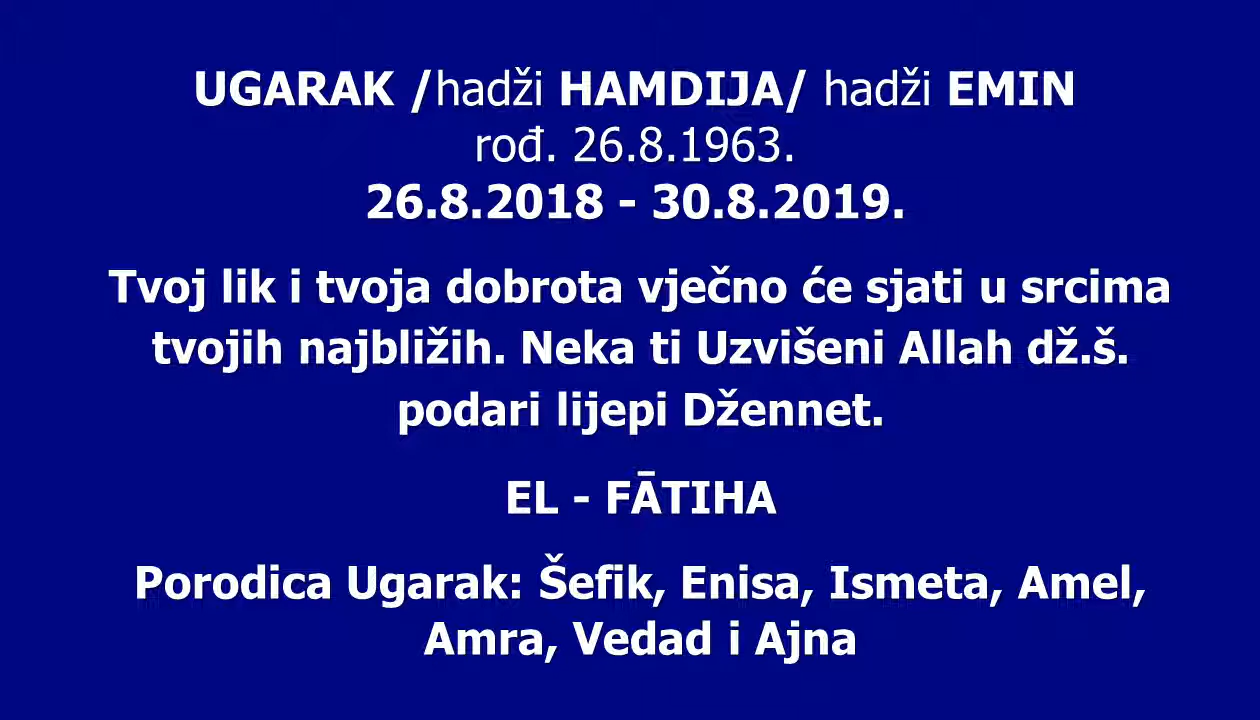 UGARAK /hadži HAMDIJA/ hadži EMIN
rođ. 26.8.1963.
26.8.2018 - 30.8.2019.
Tvoj lik i tvoja dobrota vječno će sjati u srcima
tvojih najbližih. Neka ti Uzvišeni Allah dž.š.
podari lijepi Džennet.
EL - FĀTIHA
Porodica Ugarak: Šefik, Enisa, Ismeta, Amel,
Amra, Vedad i Ajna